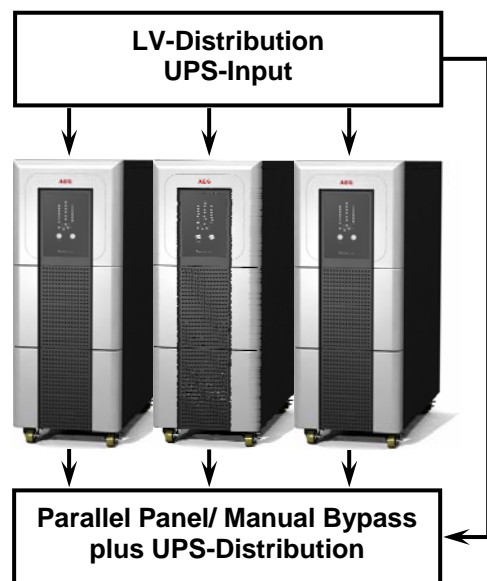 LV-Distribution
UPS-Input
AEG
AEG
AEG
Parallel Panel/ Manual Bypass
plus UPS-Distribution